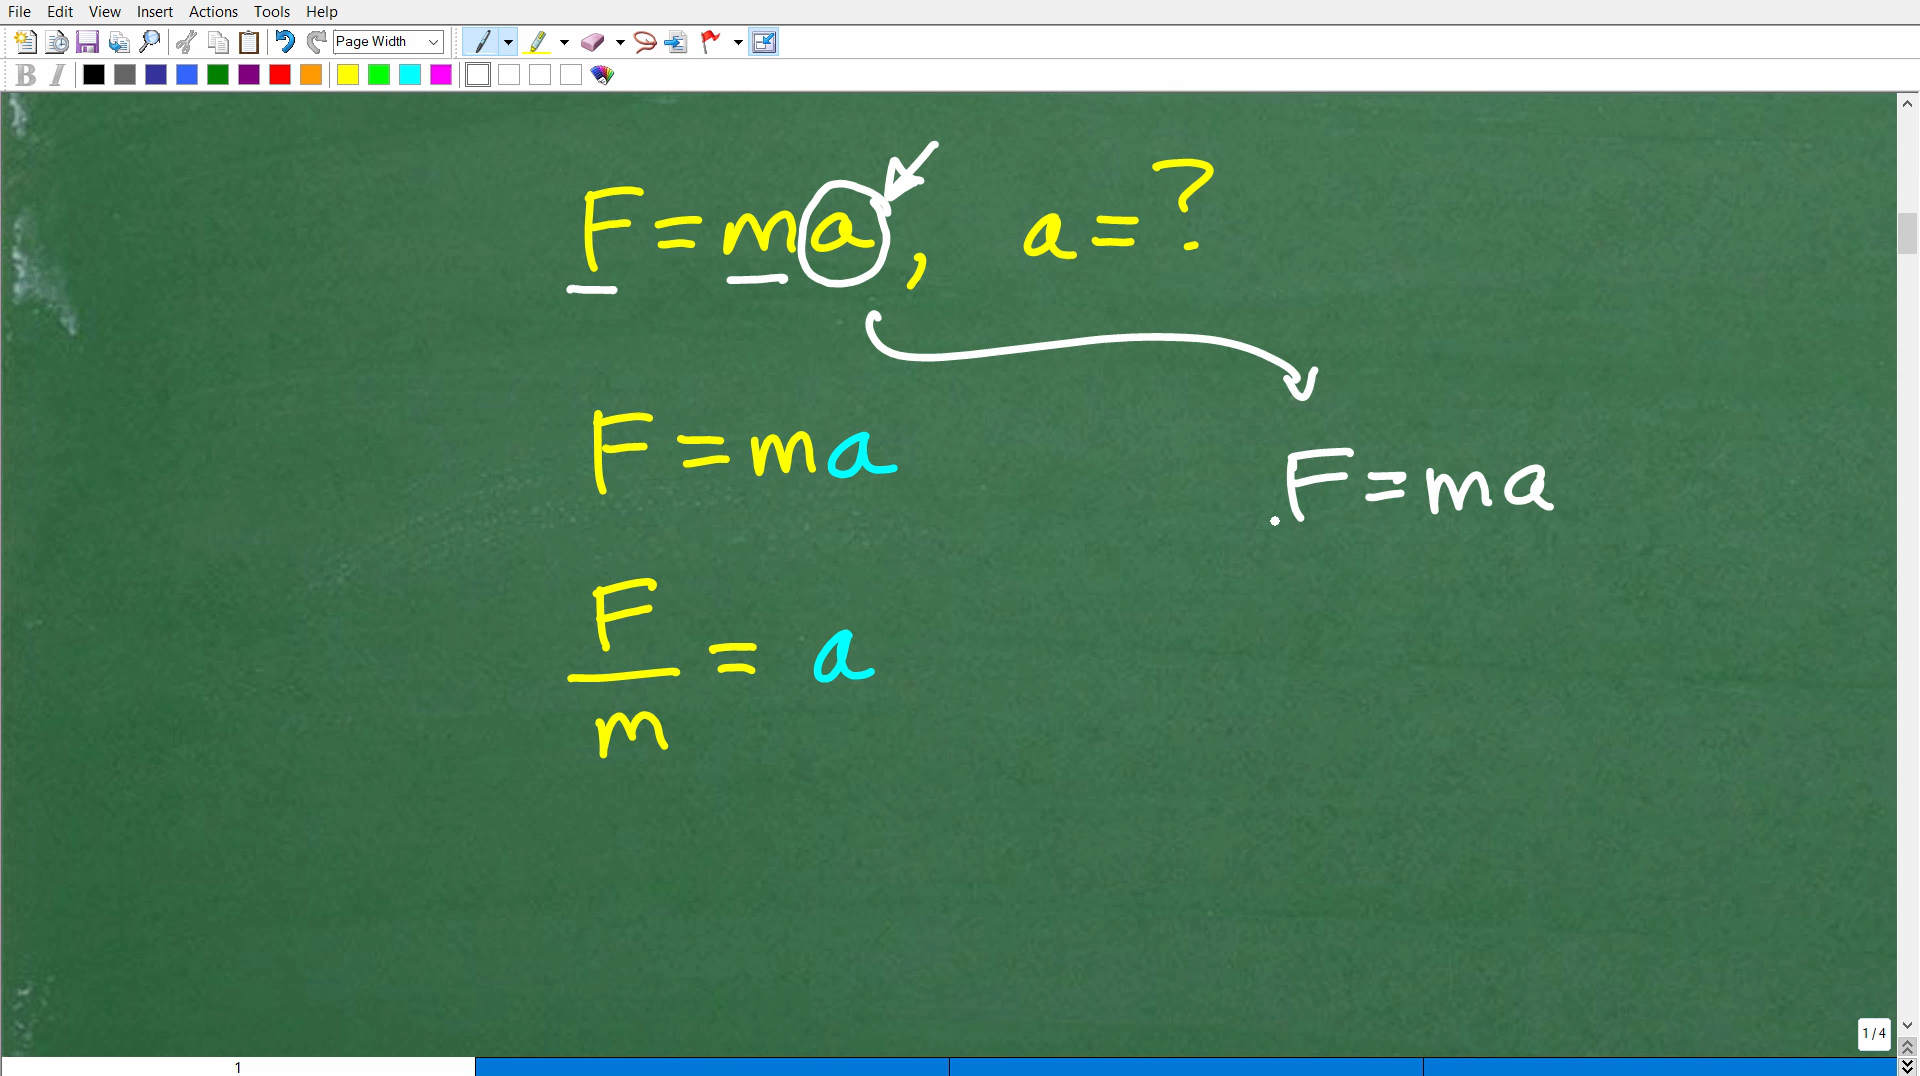 File Edit View Insert Actions Tools Help
Page Width
B I
F = ma, a = ?
F = ma
F = ma
F/m = a
1 / 4
1